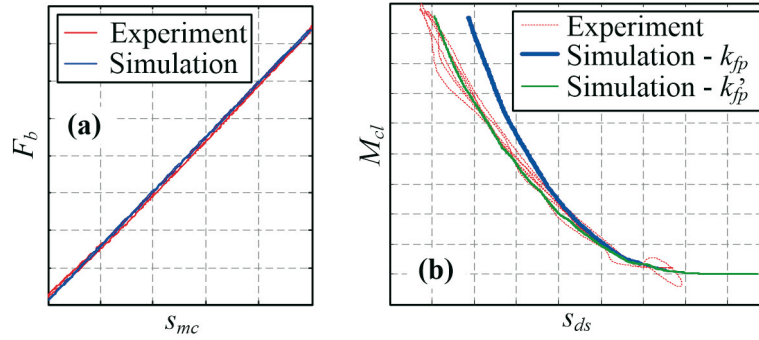 Experiment
Simulation
(a)
F_b
s_mc
Experiment
Simulation - k_fp
Simulation - k'_fp
M_cl
(b)
s_ds